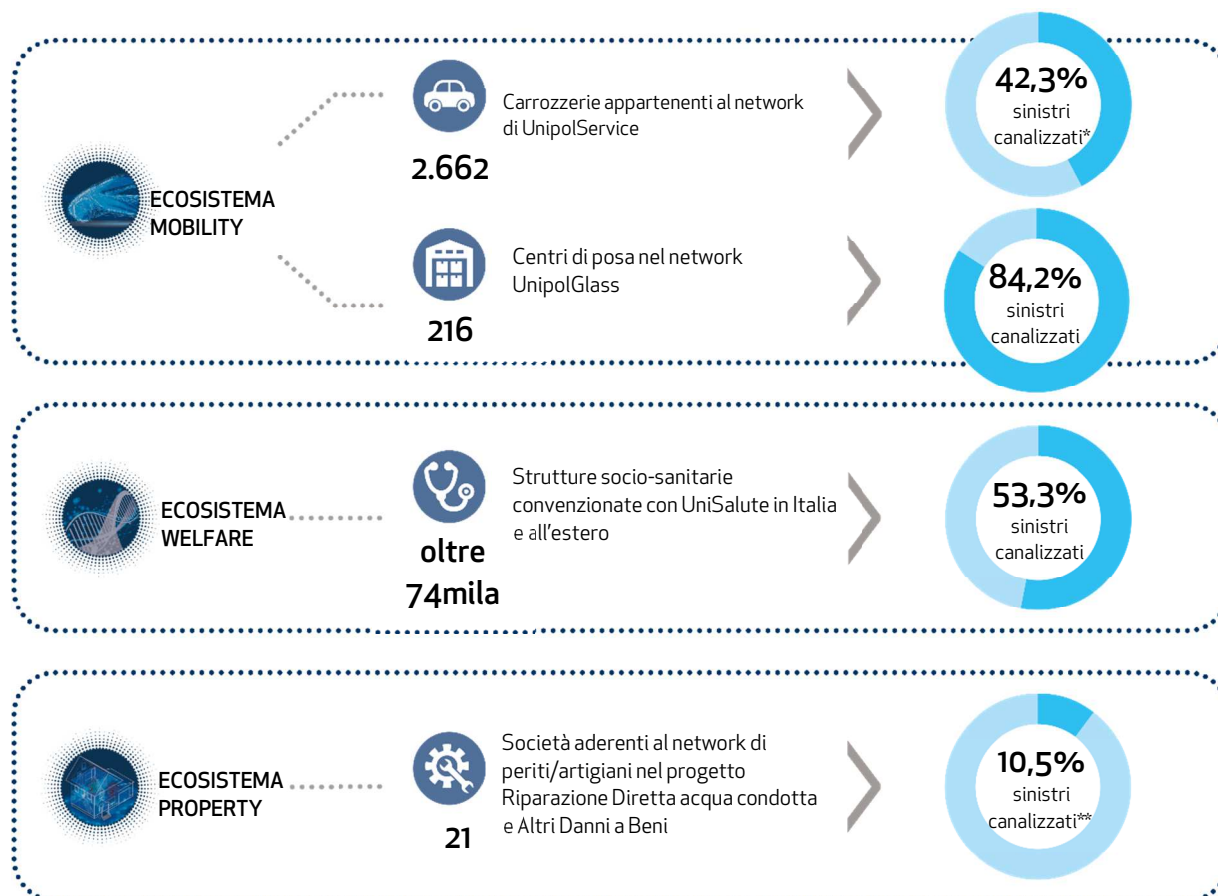 ECOSISTEMA
MOBILITY
2.662
Carrozzerie appartenenti al network
di UnipolService
42,3%
sinistri
canalizzati*
216
Centri di posa nel network
UnipolGlass
84,2%
sinistri
canalizzati
ECOSISTEMA
WELFARE
oltre
74mila
Strutture socio-sanitarie
convenzionate con UniSalute in Italia
e all'estero
53,3%
sinistri
canalizzati
ECOSISTEMA
PROPERTY
21
Società aderenti al network di
periti/artigiani nel progetto
Riparazione Diretta acqua condotta
e Altri Danni a Beni
10,5%
sinistri
canalizzati**